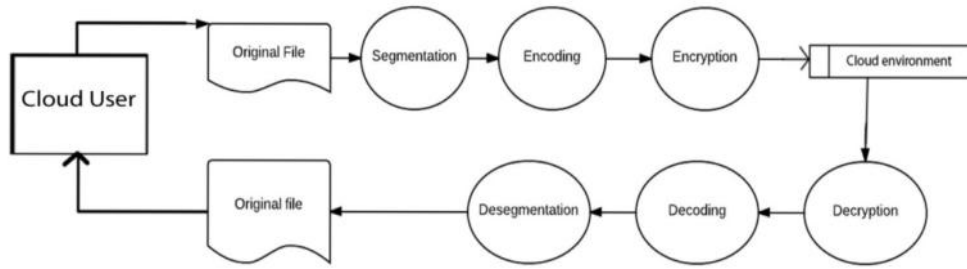 Original File
Segmentation
Encoding
Encryption
Cloud environment
Cloud User
Original file
Desegmentation
Decoding
Decryption